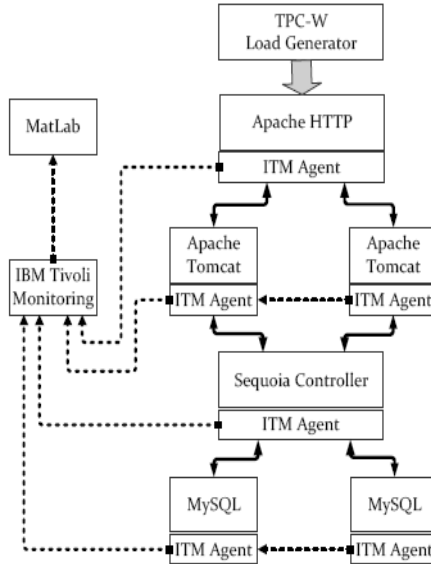 TPC-W
Load Generator
MatLab
Apache HTTP
ITM Agent
Apache
Tomcat
Apache
Tomcat
IBM Tivoli
Monitoring
ITM Agent
ITM Agent
Sequoia Controller
ITM Agent
MySQL
MySQL
ITM Agent
ITM Agent